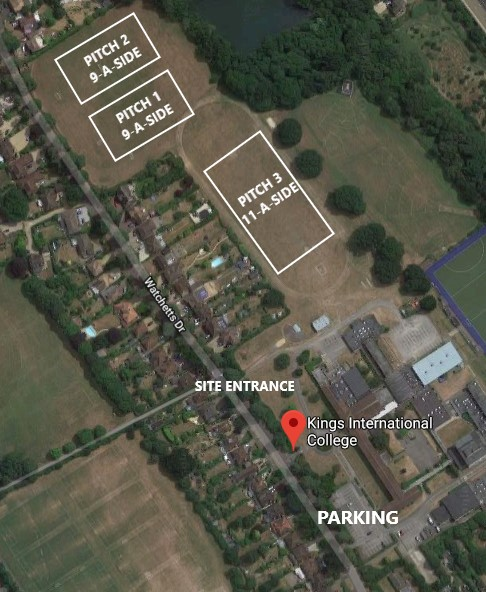 PITCH 2
9-A-SIDE
PITCH 1
9-A-SIDE
PITCH 3
11-A-SIDE
Watchetts Dr
SITE ENTRANCE
Kings International
College
PARKING